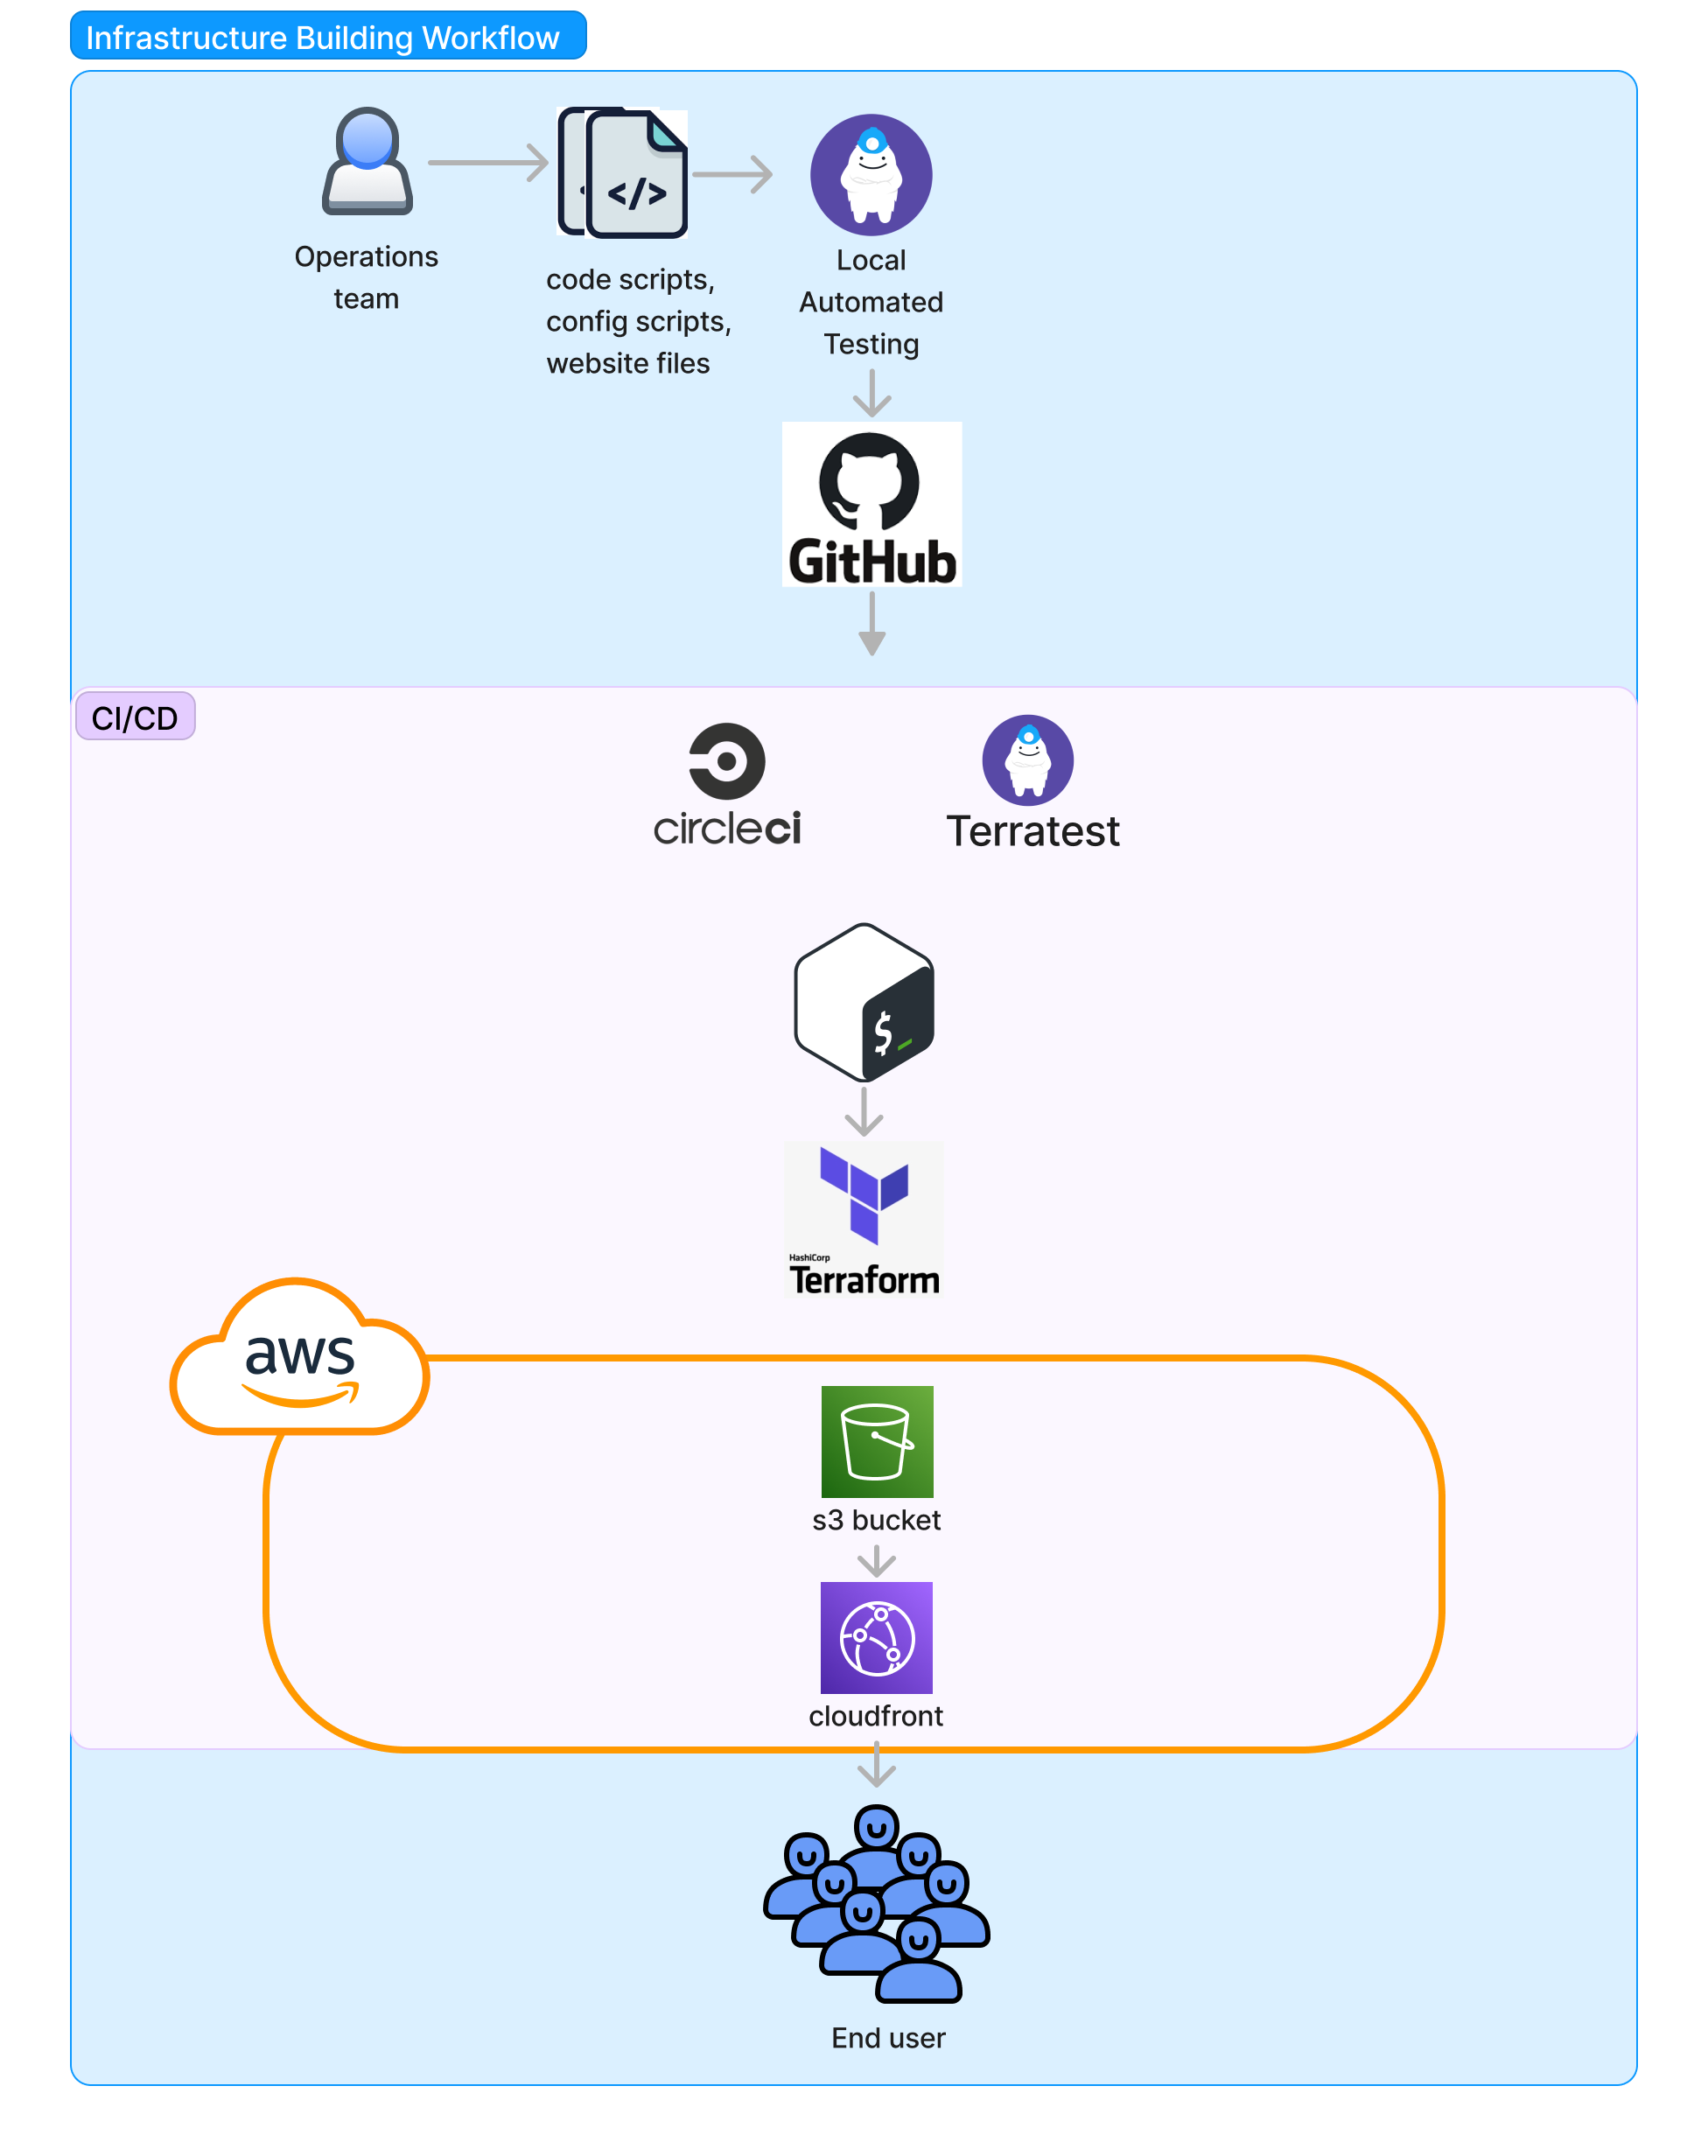 Infrastructure Building Workflow
Operations
team
code scripts,
config scripts,
website files
</>
Local
Automated
Testing
GitHub
CI/CD
circleci
Terratest
$_
HashiCorp
Terraform
aws
s3 bucket
cloudfront
End user